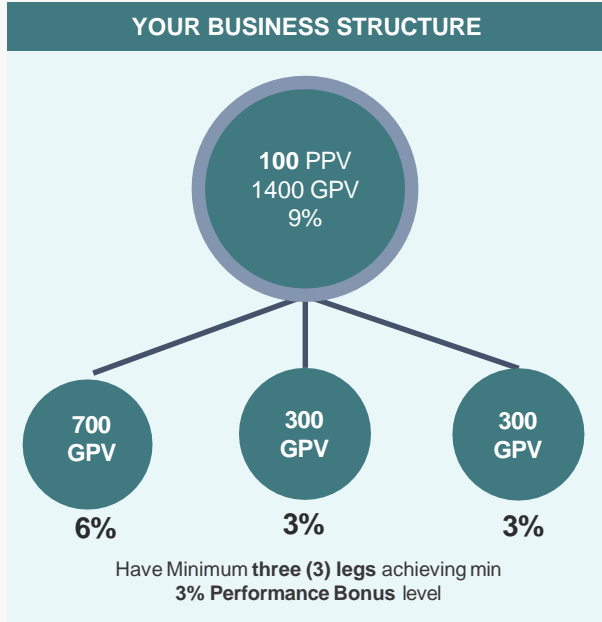 YOUR BUSINESS STRUCTURE
100 PPV
1400 GPV
9%
700
GPV
300
GPV
300
GPV
6%
3%
3%
Have Minimum three (3) legs achieving min
3% Performance Bonus level